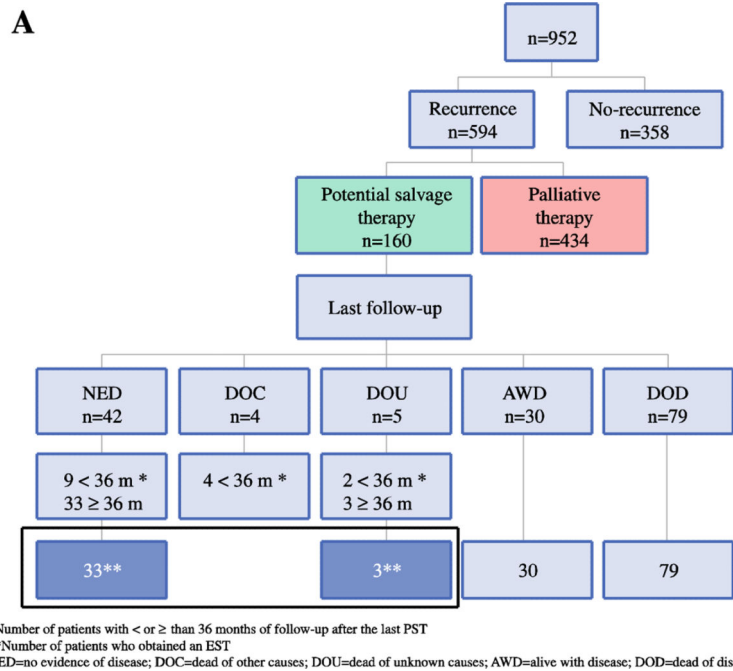 A
n=952
Recurrence
n=594
No-recurrence
n=358
Potential salvage
therapy
n=160
Palliative
therapy
n=434
Last follow-up
NED
n=42
DOC
n=4
DOU
n=5
AWD
n=30
DOD
n=79
9 < 36 m *
33 ≥ 36 m
4 < 36 m *
2 < 36 m *
3 ≥ 36 m
33**
3**
30
79
Number of patients with < or ≥ than 36 months of follow-up after the last PST
*Number of patients who obtained an EST
ED=no evidence of disease; DOC=dead of other causes; DOU=dead of unknown causes; AWD=alive with disease; DOD=dead of dis